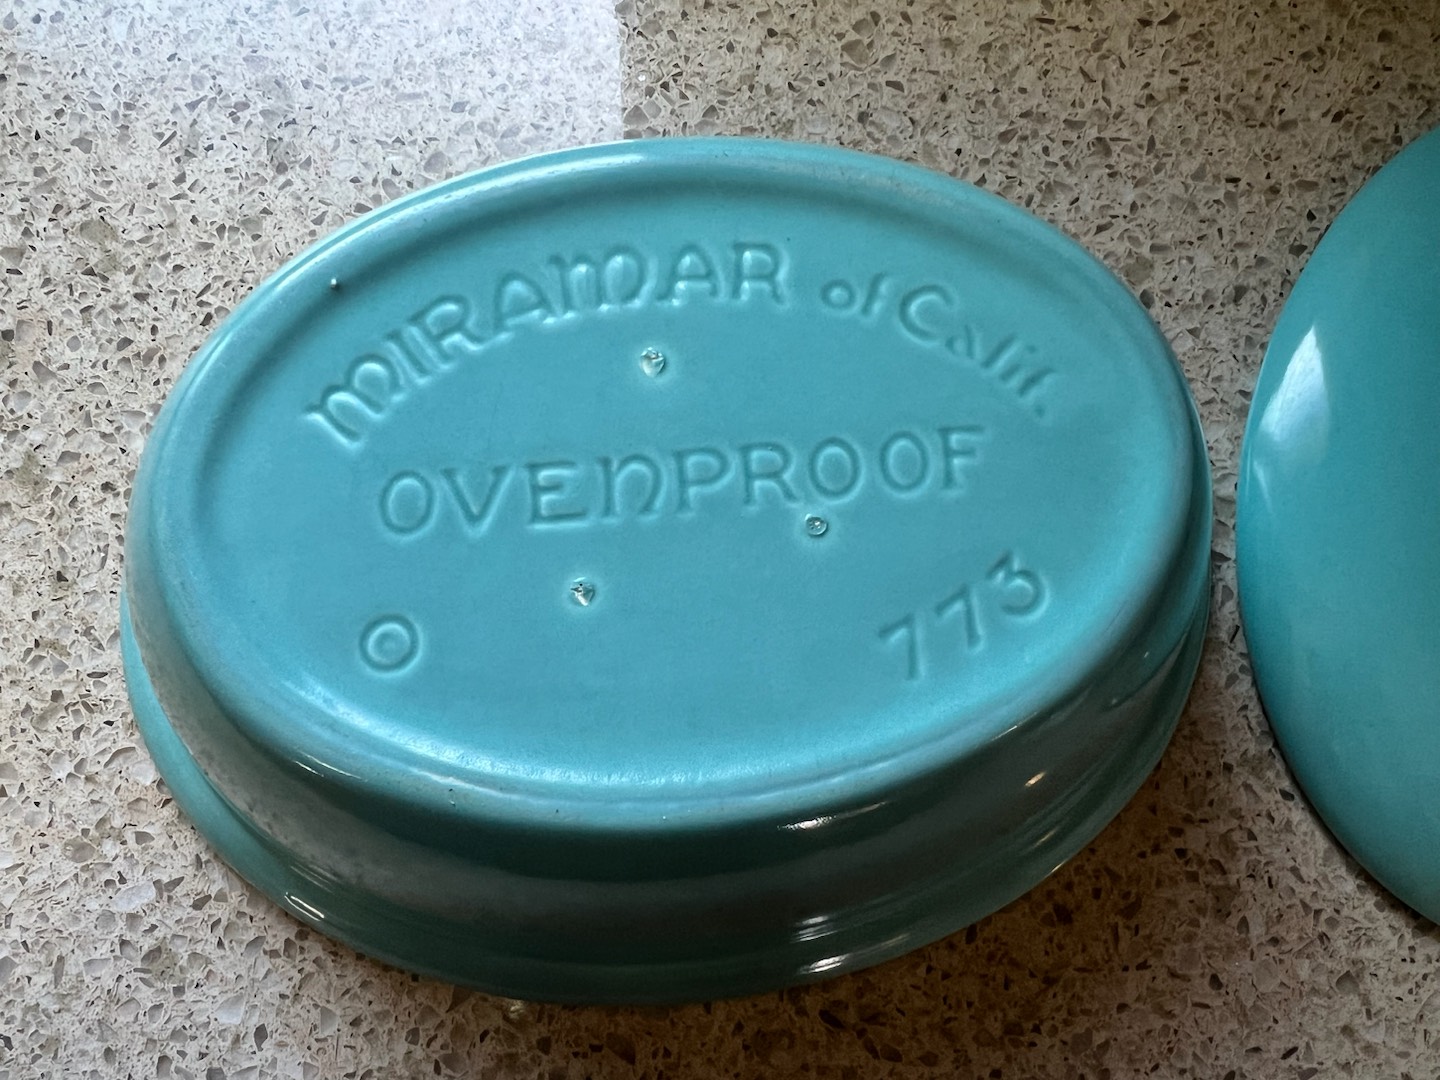 MIRAMAR of Calif.
OVENPROOF
O 773